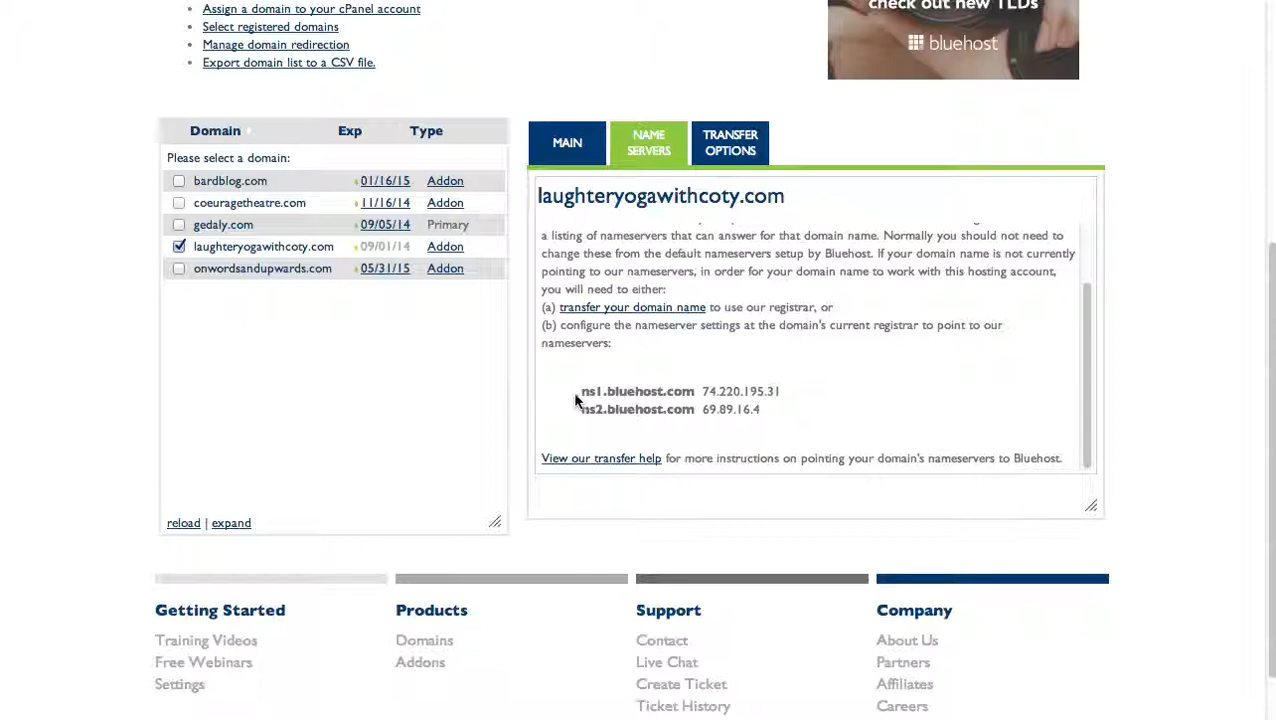 Assign a domain to your cPanel account
Select registered domains
Manage domain redirection
Export domain list to a CSV file.
check out new TLDs
bluehost
Domain Exp Type
Please select a domain:
bardblog.com 01/16/15 Addon
coeuragetheatre.com 11/16/14 Addon
gedaly.com 09/05/14 Primary
laughteryogawithcoty.com 09/01/14 Addon
onwordsandupwards.com 05/31/15 Addon
reload | expand
MAIN
NAME SERVERS
TRANSFER OPTIONS
laughteryogawithcoty.com
a listing of nameservers that can answer for that domain name. Normally you should not need to
change these from the default nameservers setup by Bluehost. If your domain name is not currently
pointing to our nameservers, in order for your domain name to work with this hosting account,
you will need to either:
(a) transfer your domain name to use our registrar, or
(b) configure the nameserver settings at the domain's current registrar to point to our
nameservers:
ns1.bluehost.com 74.220.195.31
ns2.bluehost.com 69.89.16.4
View our transfer help for more instructions on pointing your domain's nameservers to Bluehost.
Getting Started
Training Videos
Free Webinars
Settings
Products
Domains
Addons
Support
Contact
Live Chat
Create Ticket
Ticket History
Company
About Us
Partners
Affiliates
Careers